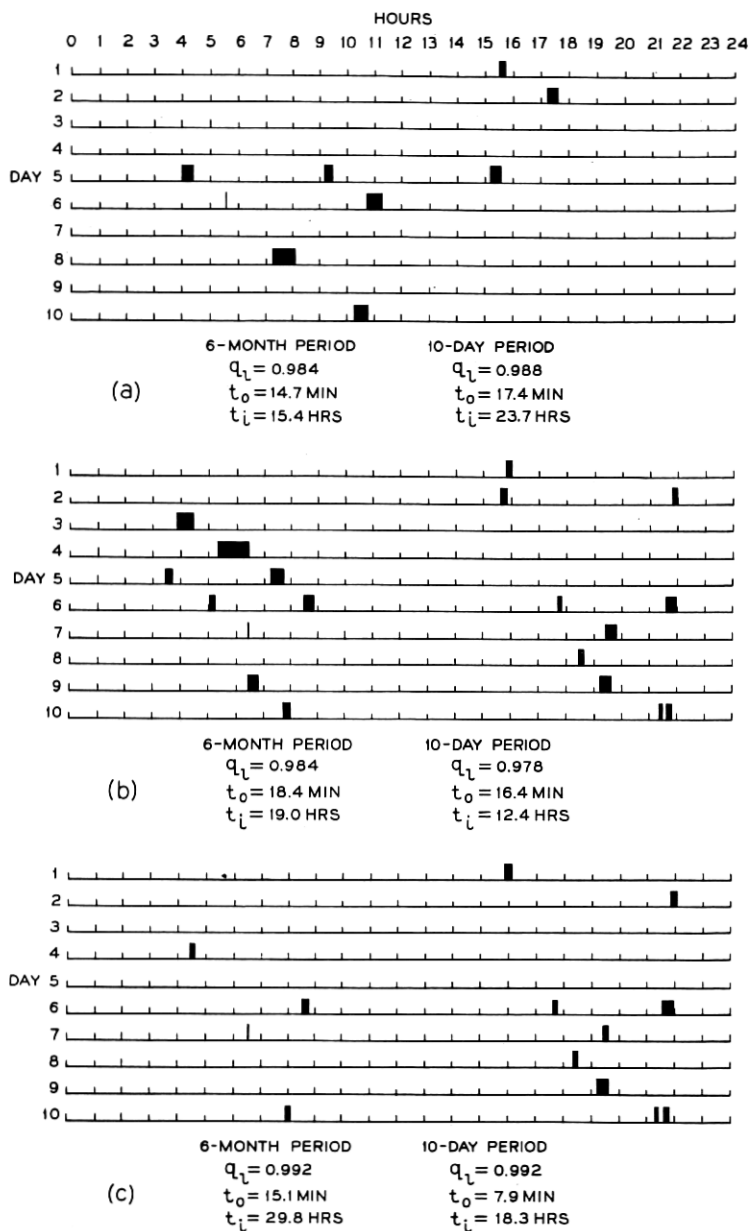 HOURS
0 1 2 3 4 5 6 7 8 9 10 11 12 13 14 15 16 17 18 19 20 21 22 23 24
1
2
3
4
DAY 5
6
7
8
9
10
6-MONTH PERIOD 10-DAY PERIOD
(a)
q_l = 0.984 q_l = 0.988
t_o = 14.7 MIN t_o = 17.4 MIN
t_i = 15.4 HRS t_i = 23.7 HRS
1
2
3
4
DAY 5
6
7
8
9
10
6-MONTH PERIOD 10-DAY PERIOD
(b)
q_l = 0.984 q_l = 0.978
t_o = 18.4 MIN t_o = 16.4 MIN
t_i = 19.0 HRS t_i = 12.4 HRS
1
2
3
4
DAY 5
6
7
8
9
10
6-MONTH PERIOD 10-DAY PERIOD
(c)
q_l = 0.992 q_l = 0.992
t_o = 15.1 MIN t_o = 7.9 MIN
t_i = 29.8 HRS t_i = 18.3 HRS